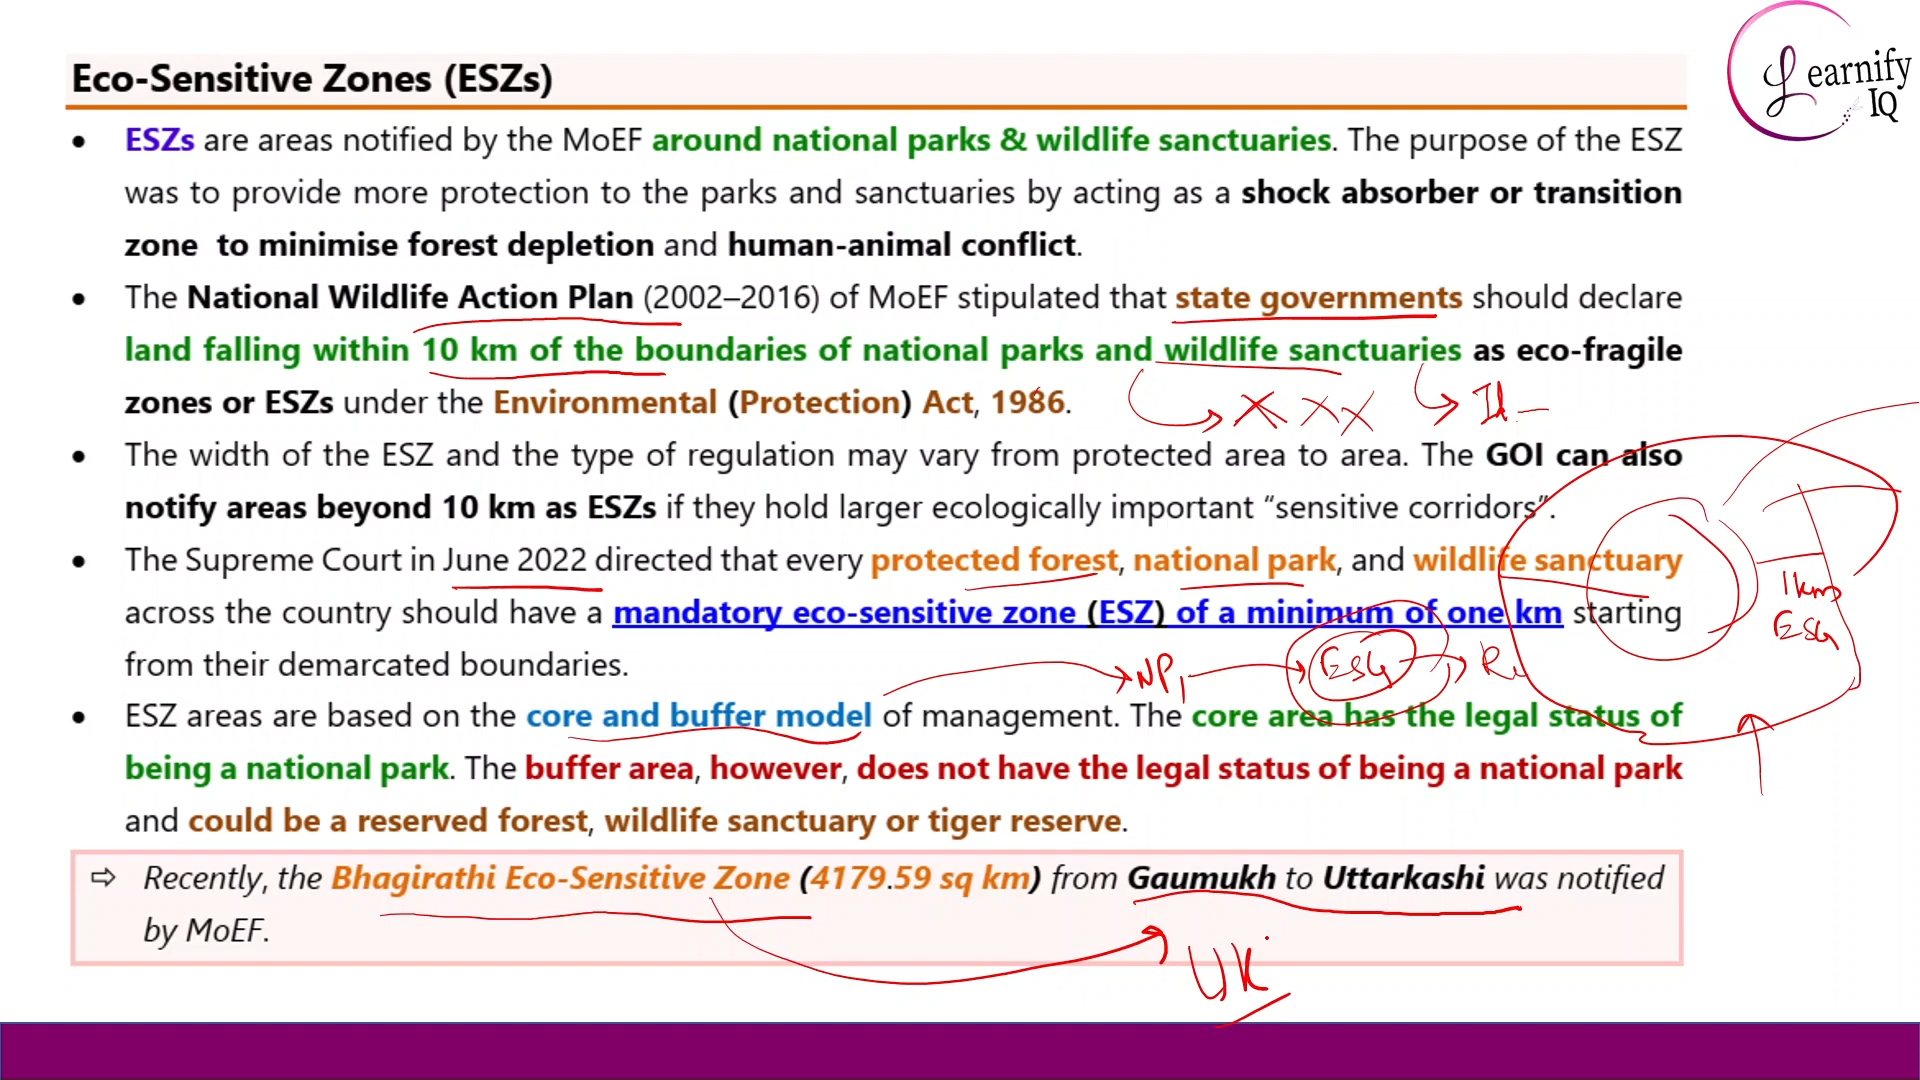 Learnify
IQ
Eco-Sensitive Zones (ESZs)
• ESZs are areas notified by the MoEF around national parks & wildlife sanctuaries. The purpose of the ESZ
was to provide more protection to the parks and sanctuaries by acting as a shock absorber or transition
zone to minimise forest depletion and human-animal conflict.
• The National Wildlife Action Plan (2002–2016) of MoEF stipulated that state governments should declare
land falling within 10 km of the boundaries of national parks and wildlife sanctuaries as eco-fragile
zones or ESZs under the Environmental (Protection) Act, 1986.
• The width of the ESZ and the type of regulation may vary from protected area to area. The GOI can also
notify areas beyond 10 km as ESZs if they hold larger ecologically important “sensitive corridors”.
• The Supreme Court in June 2022 directed that every protected forest, national park, and wildlife sanctuary
1km
across the country should have a mandatory eco-sensitive zone (ESZ) of a minimum of one km starting
from their demarcated boundaries.
NP1
• ESZ areas are based on the core and buffer model of management. The core area has the legal status of
being a national park. The buffer area, however, does not have the legal status of being a national park
and could be a reserved forest, wildlife sanctuary or tiger reserve.
⇨ Recently, the Bhagirathi Eco-Sensitive Zone (4179.59 sq km) from Gaumukh to Uttarkashi was notified
by MoEF.
UK